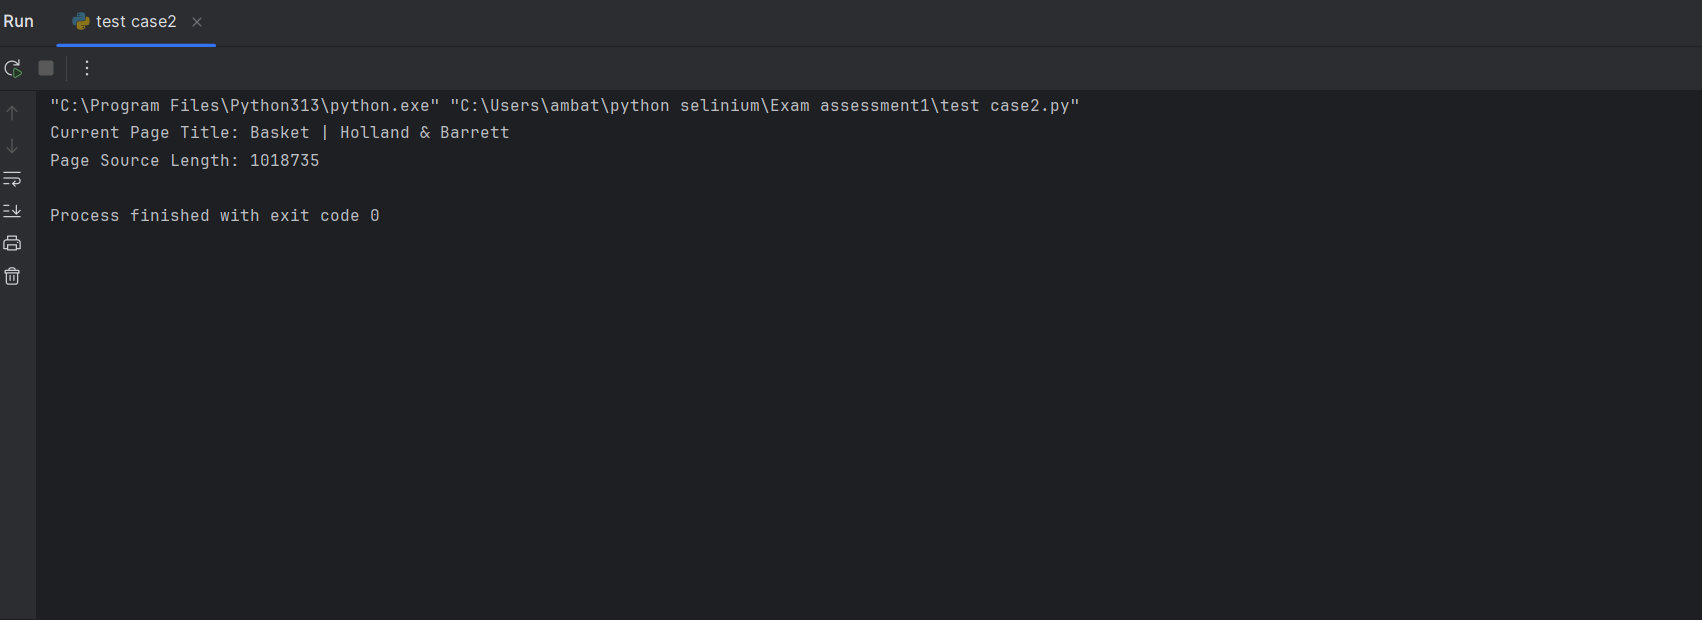 Run test case2
"C:\Program Files\Python313\python.exe" "C:\Users\ambat\python selinium\Exam assessment1\test case2.py"
Current Page Title: Basket | Holland & Barrett
Page Source Length: 1018735
Process finished with exit code 0